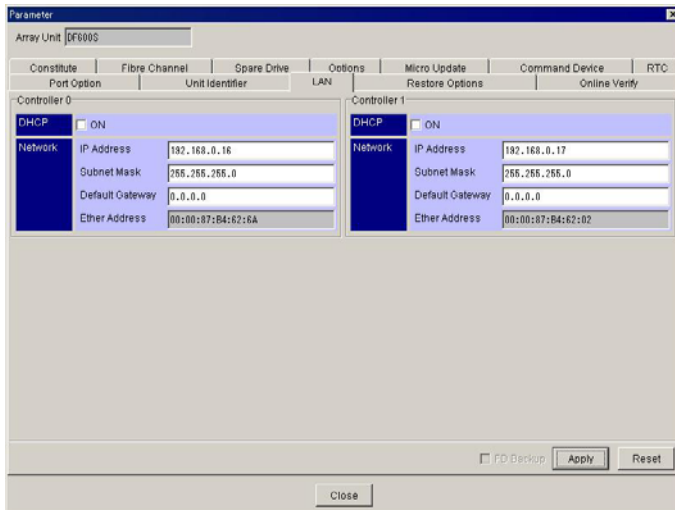 Parameter
Array Unit DF600S
Constitute Fibre Channel Spare Drive Options Micro Update Command Device RTC
Port Option Unit Identifier LAN Restore Options Online Verify
Controller 0
DHCP ON
Network IP Address 192.168.0.16
Subnet Mask 255.255.255.0
Default Gateway 0.0.0.0
Ether Address 00:00:87:B4:62:6A
Controller 1
DHCP ON
Network IP Address 192.168.0.17
Subnet Mask 255.255.255.0
Default Gateway 0.0.0.0
Ether Address 00:00:87:B4:62:02
FD Backup Apply Reset
Close